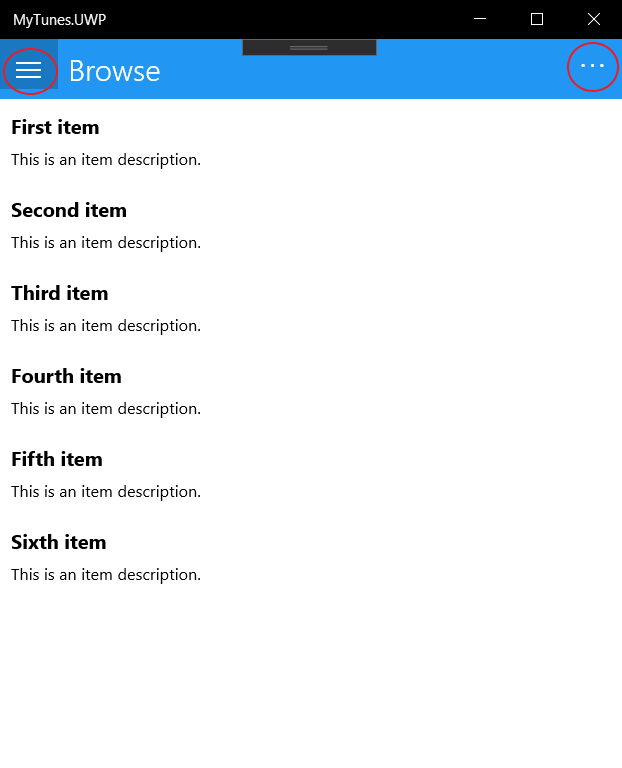 MyTunes.UWP
Browse
First item
This is an item description.
Second item
This is an item description.
Third item
This is an item description.
Fourth item
This is an item description.
Fifth item
This is an item description.
Sixth item
This is an item description.